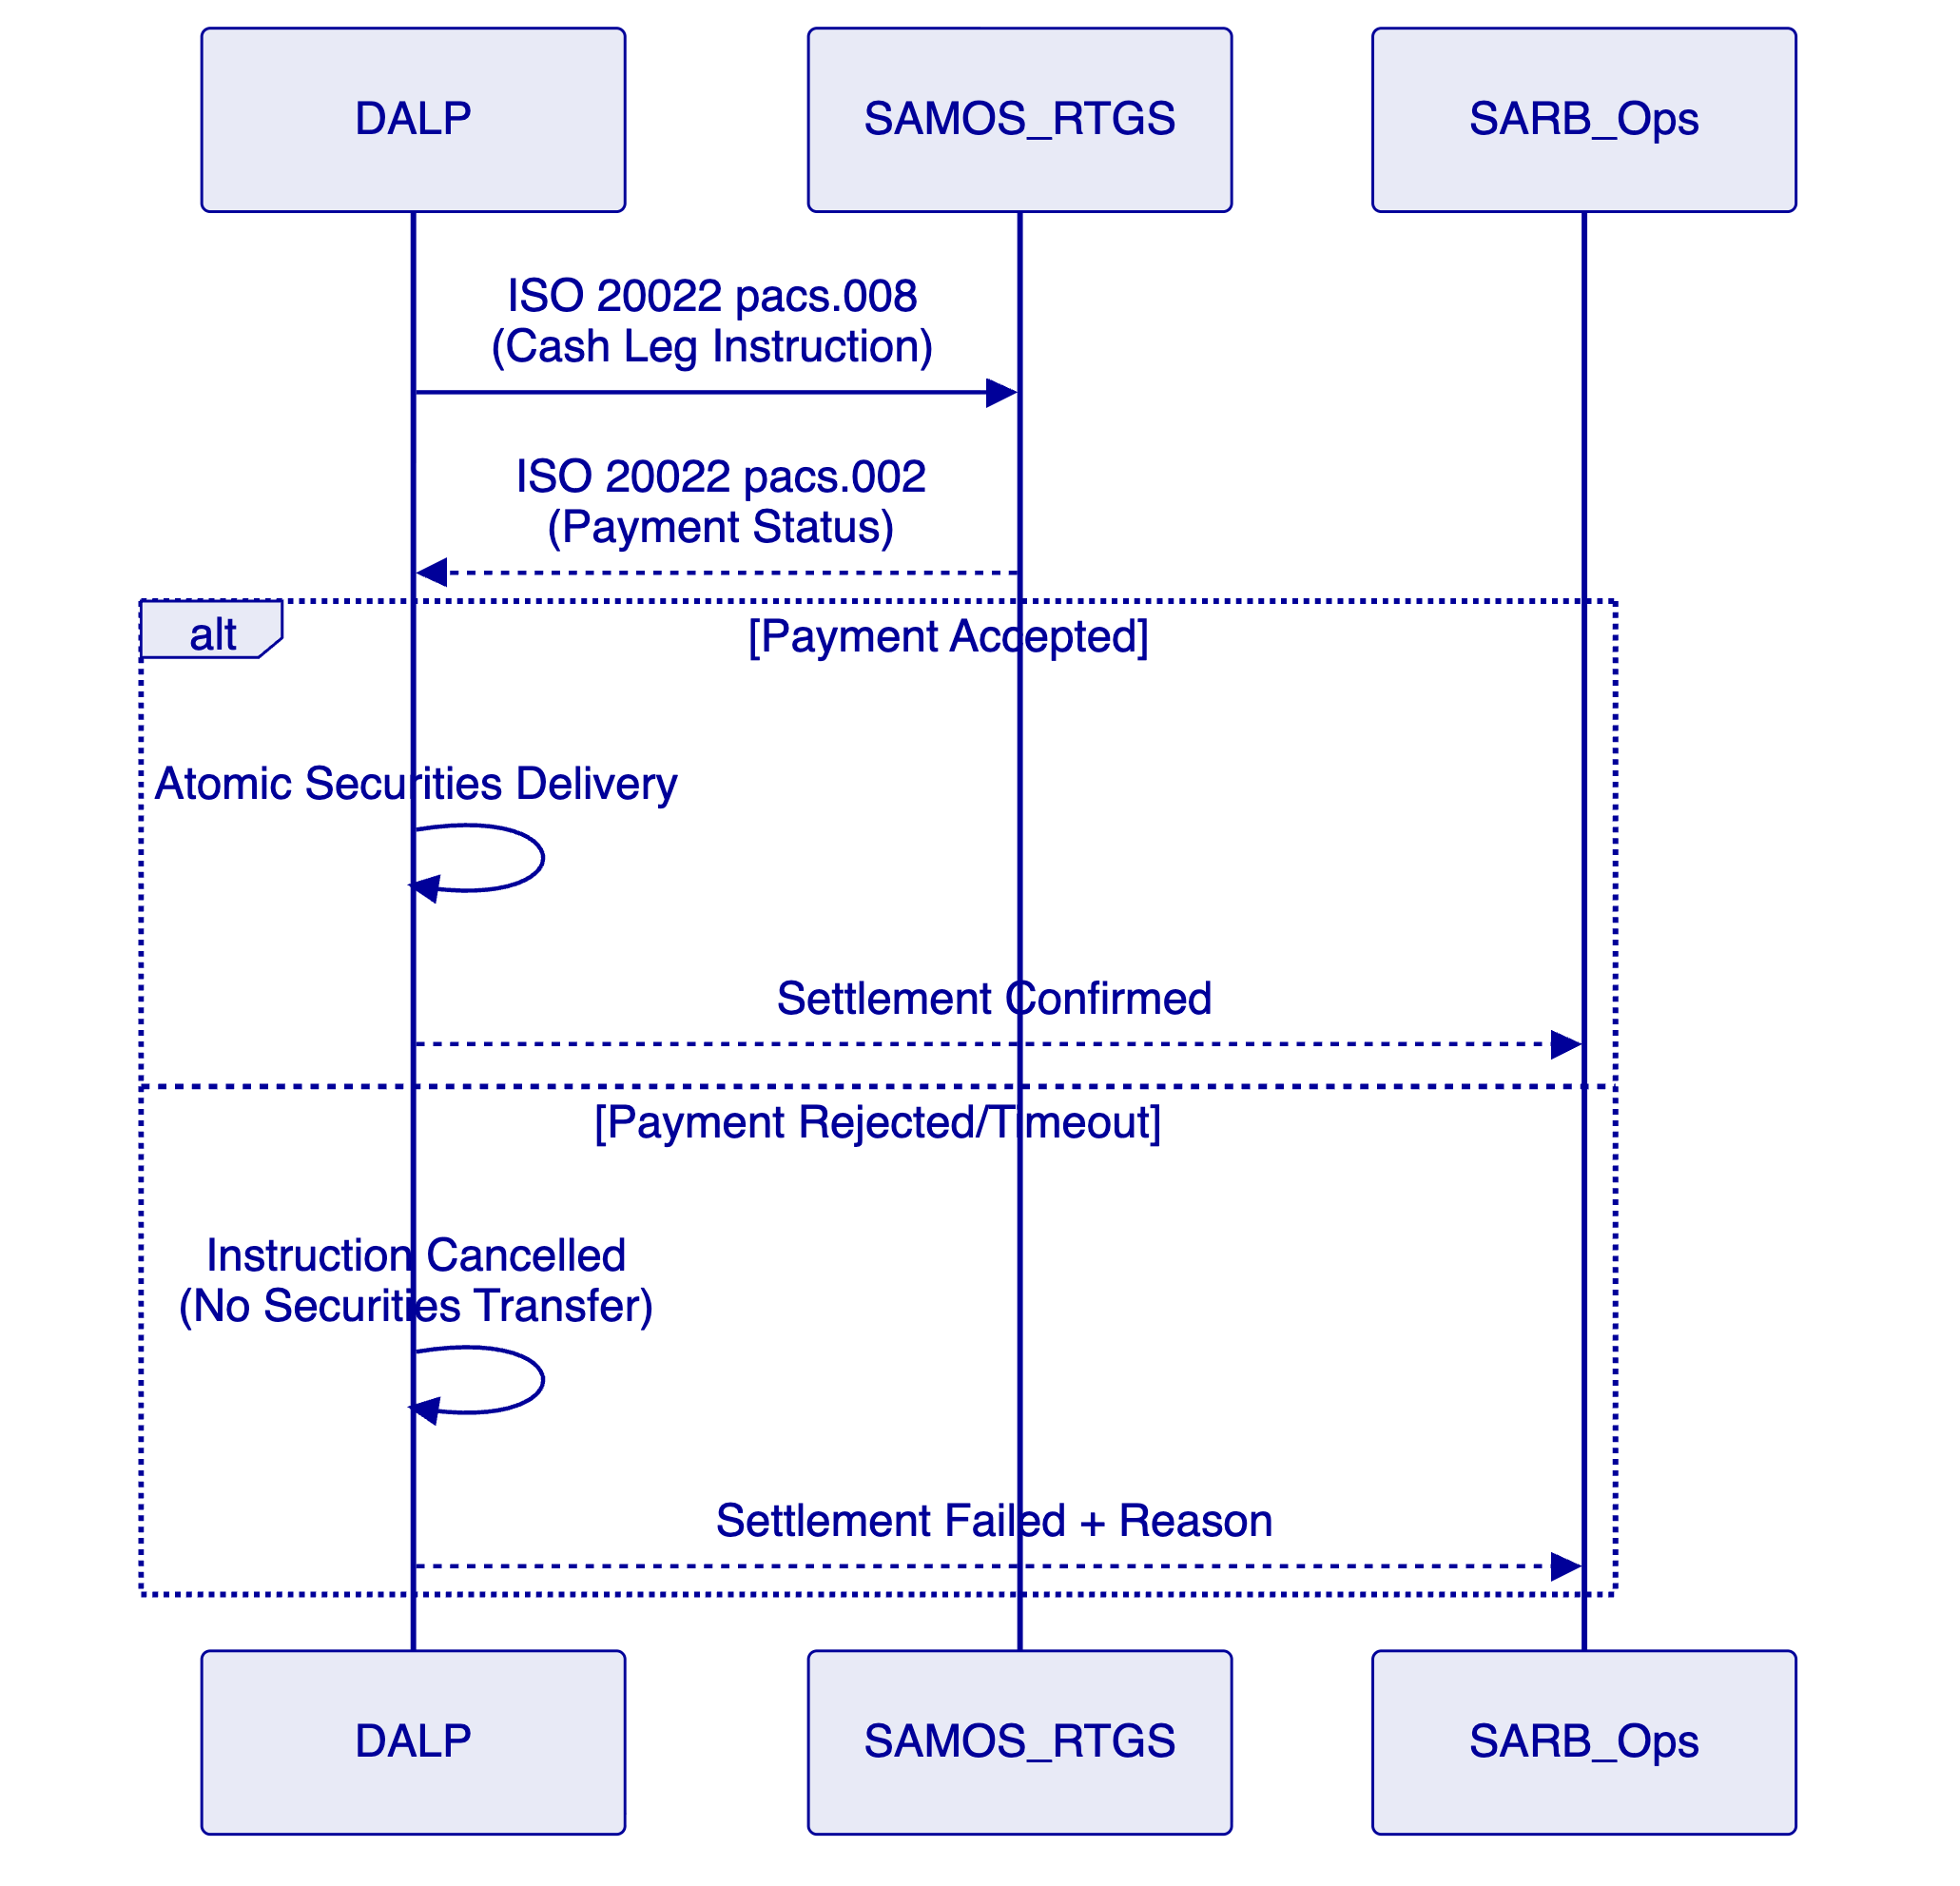 DALP
SAMOS_RTGS
SARB_Ops
ISO 20022 pacs.008
(Cash Leg Instruction)
ISO 20022 pacs.002
(Payment Status)
alt
[Payment Accepted]
Atomic Securities Delivery
Settlement Confirmed
[Payment Rejected/Timeout]
Instruction Cancelled
(No Securities Transfer)
Settlement Failed + Reason
DALP
SAMOS_RTGS
SARB_Ops